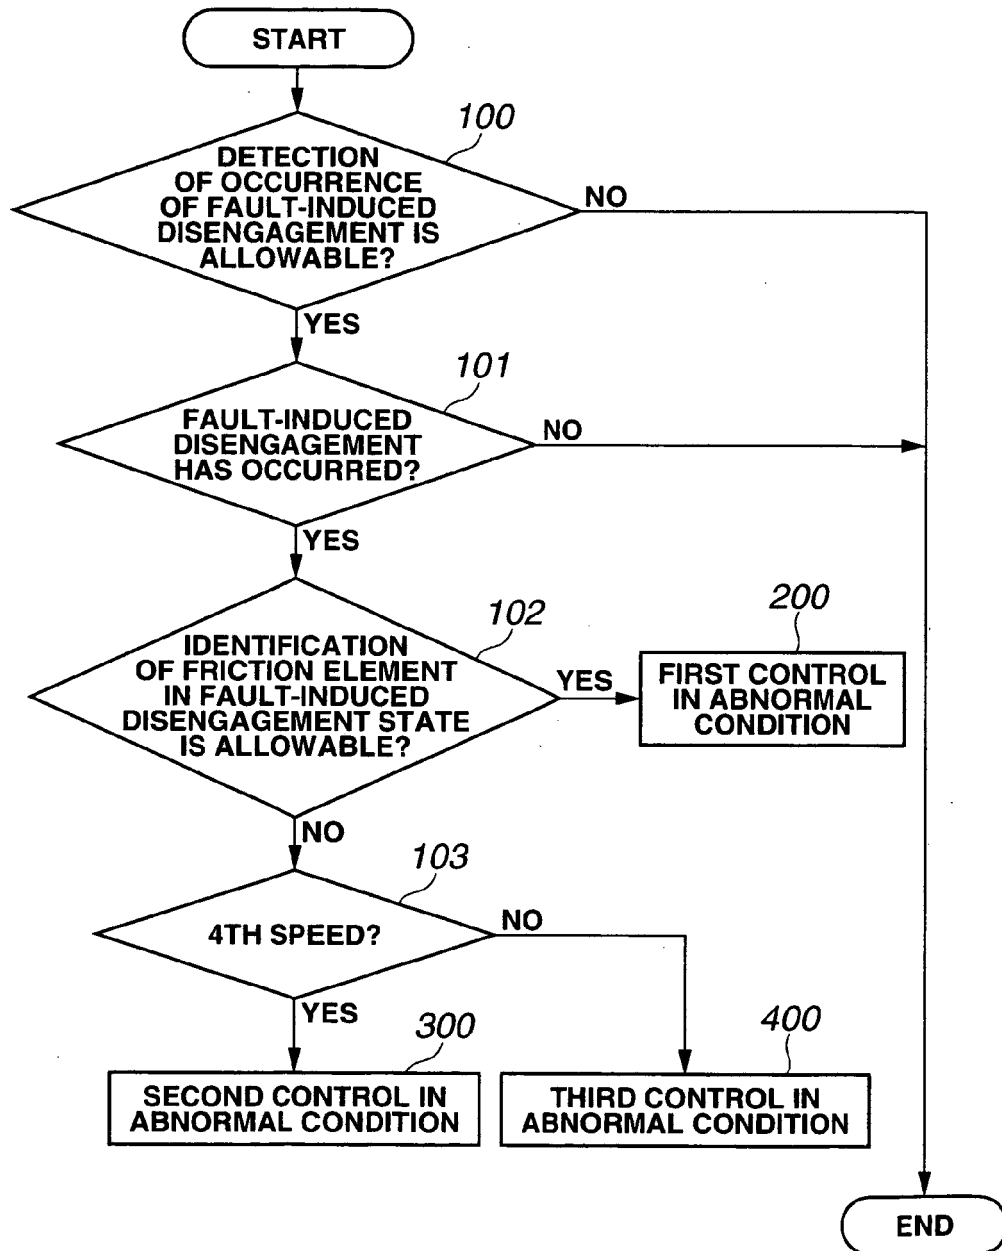 START
100
DETECTION
OF OCCURRENCE
OF FAULT-INDUCED
DISENGAGEMENT IS
ALLOWABLE?
NO
YES
101
FAULT-INDUCED
DISENGAGEMENT
HAS OCCURRED?
NO
YES
102
IDENTIFICATION
OF FRICTION ELEMENT
IN FAULT-INDUCED
DISENGAGEMENT STATE
IS ALLOWABLE?
YES
200
FIRST CONTROL
IN ABNORMAL
CONDITION
NO
103
4TH SPEED?
NO
YES
300
SECOND CONTROL IN
ABNORMAL CONDITION
400
THIRD CONTROL IN
ABNORMAL CONDITION
END